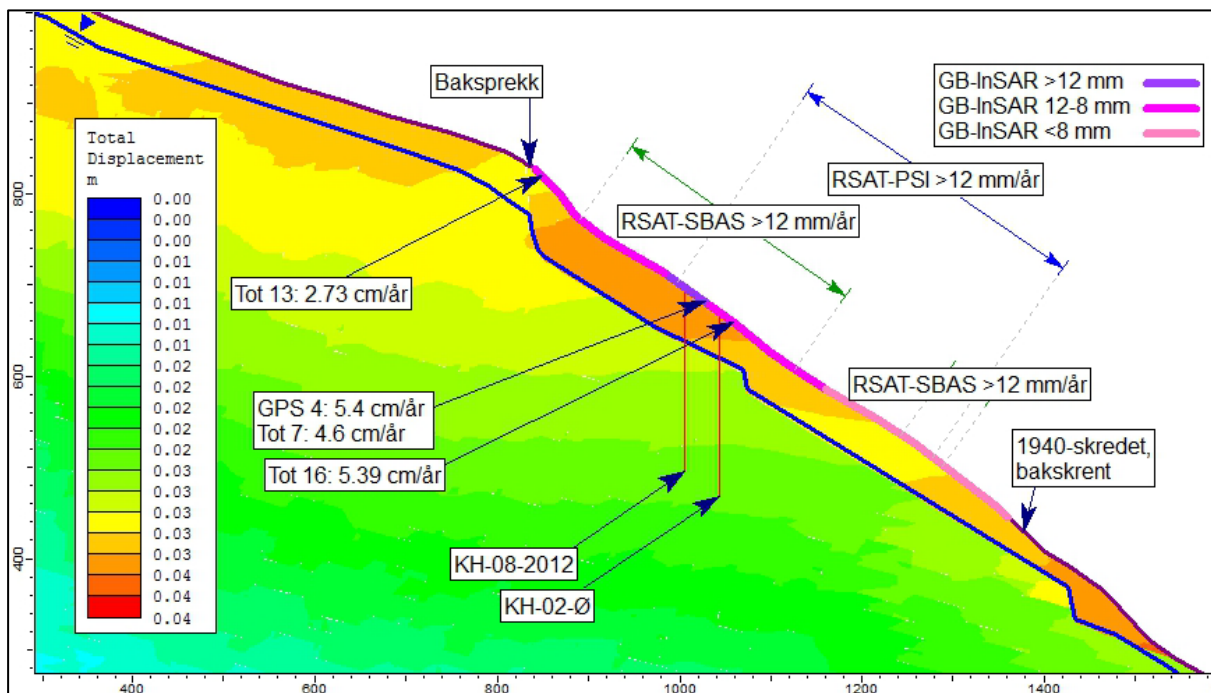 Baksprekk
GB-InSAR >12 mm
GB-InSAR 12-8 mm
GB-InSAR <8 mm
Total
Displacement
m
0.00
0.00
0.00
0.01
0.01
0.01
0.01
0.02
0.02
0.02
0.02
0.03
0.03
0.03
0.03
0.04
0.04
0.04
RSAT-PSI >12 mm/år
RSAT-SBAS >12 mm/år
Tot 13: 2.73 cm/år
RSAT-SBAS >12 mm/år
GPS 4: 5.4 cm/år
Tot 7: 4.6 cm/år
Tot 16: 5.39 cm/år
1940-skredet,
bakskrent
KH-08-2012
KH-02-Ø
800
600
400
400
600
800
1000
1200
1400